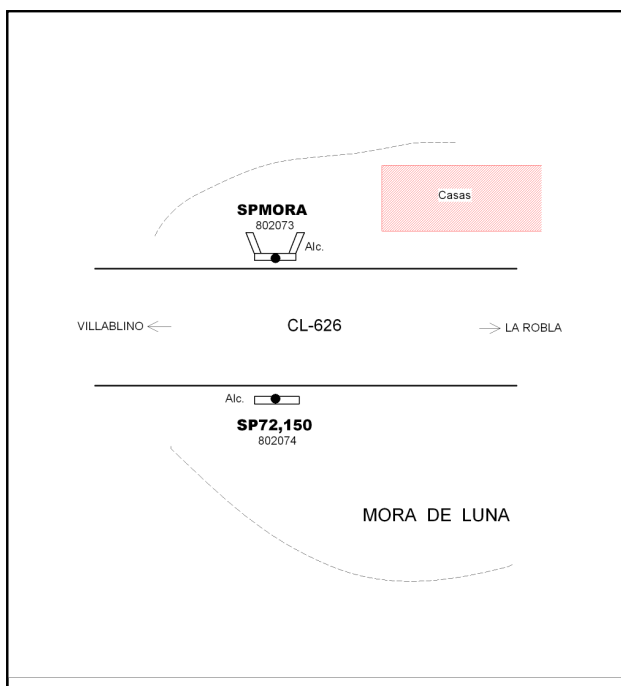 Casas
SPMORA
802073
Alc.
VILLABLINO
CL-626
LA ROBLA
Alc.
SP72,150
802074
MORA DE LUNA